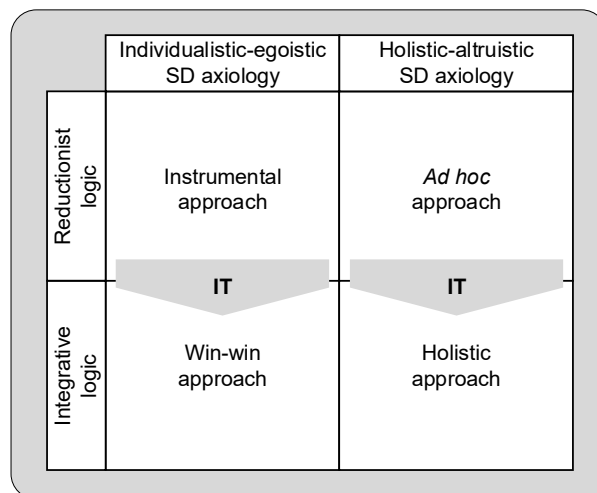 Individualistic-egoistic
SD axiology
Holistic-altruistic
SD axiology
Reductionist
logic
Instrumental
approach
Ad hoc
approach
IT
IT
Integrative
logic
Win-win
approach
Holistic
approach